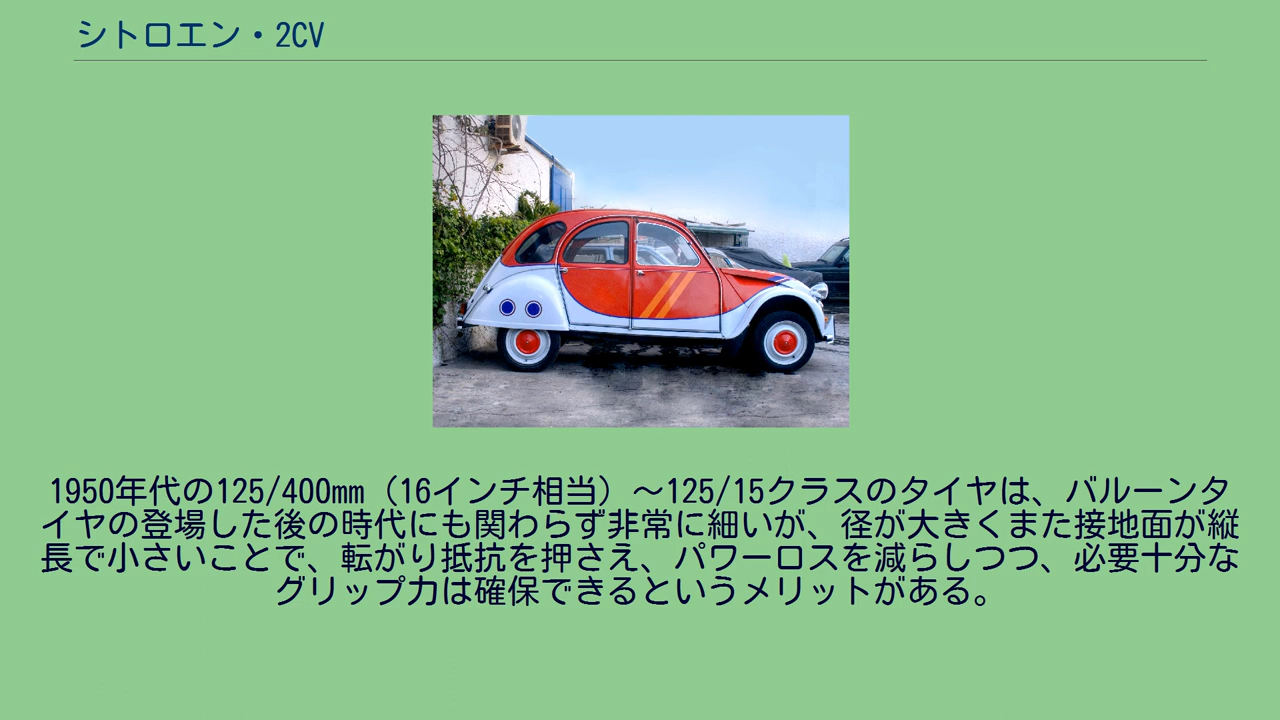 シトロエン・2CV
1950年代の125/400mm（16インチ相当）～125/15クラスのタイヤは、バルーンタ
イヤの登場した後の時代にも関わらず非常に細いが、径が大きくまた接地面が縦
長で小さいことで、転がり抵抗を押さえ、パワーロスを減らしつつ、必要十分な
グリップ力は確保できるというメリットがある。